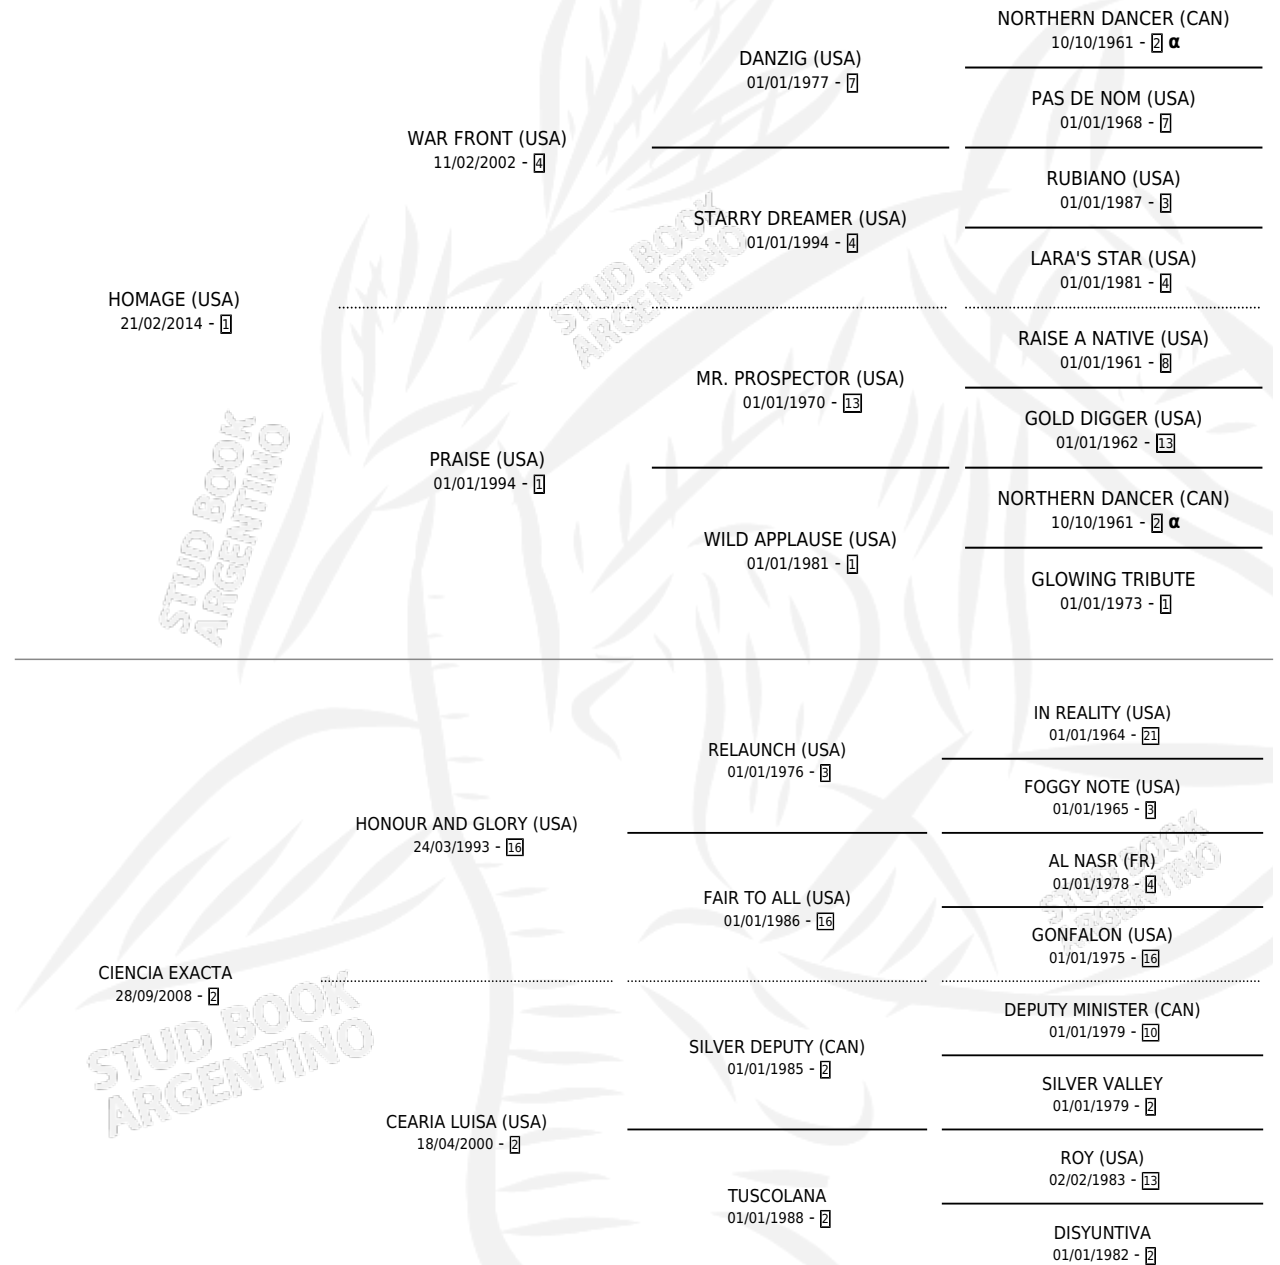 NORTHERN DANCER (CAN)
10/10/1961 - 2 α
DANZIG (USA)
01/01/1977 - 7
PAS DE NOM (USA)
01/01/1968 - 7
WAR FRONT (USA)
11/02/2002 - 4
RUBIANO (USA)
01/01/1987 - 3
STARRY DREAMER (USA)
01/01/1994 - 4
LARA'S STAR (USA)
01/01/1981 - 4
HOMAGE (USA)
21/02/2014 - 1
RAISE A NATIVE (USA)
01/01/1961 - 8
MR. PROSPECTOR (USA)
01/01/1970 - 13
GOLD DIGGER (USA)
01/01/1962 - 13
PRAISE (USA)
01/01/1994 - 1
NORTHERN DANCER (CAN)
10/10/1961 - 2 α
WILD APPLAUSE (USA)
01/01/1981 - 1
GLOWING TRIBUTE
01/01/1973 - 1
IN REALITY (USA)
01/01/1964 - 21
RELAUNCH (USA)
01/01/1976 - 3
FOGGY NOTE (USA)
01/01/1965 - 3
HONOUR AND GLORY (USA)
24/03/1993 - 16
AL NASR (FR)
01/01/1978 - 4
FAIR TO ALL (USA)
01/01/1986 - 16
GONFALON (USA)
01/01/1975 - 16
CIENCIA EXACTA
28/09/2008 - 2
DEPUTY MINISTER (CAN)
01/01/1979 - 10
SILVER DEPUTY (CAN)
01/01/1985 - 2
SILVER VALLEY
01/01/1979 - 2
CEARIA LUISA (USA)
18/04/2000 - 2
ROY (USA)
02/02/1983 - 13
TUSCOLANA
01/01/1988 - 2
DISYUNTIVA
01/01/1982 - 2
STUD BOOK
ARGENTINO
STUD BOOK
ARGENTINO
STUD BOOK
ARGENTINO
STUD BOOK
ARGENTINO